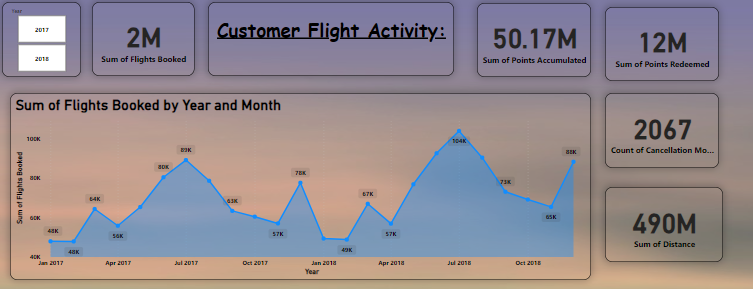 Year
2017
2018
2M
Sum of Flights Booked
Customer Flight Activity:
50.17M
Sum of Points Accumulated
12M
Sum of Points Redeemed
Sum of Flights Booked by Year and Month
Sum of Flights Booked
100K
80K
60K
40K
48K
48K
64K
56K
80K
89K
63K
57K
78K
49K
67K
57K
104K
73K
65K
88K
Jan 2017
Apr 2017
Jul 2017
Oct 2017
Jan 2018
Apr 2018
Jul 2018
Oct 2018
Year
2067
Count of Cancellation Mo...
490M
Sum of Distance